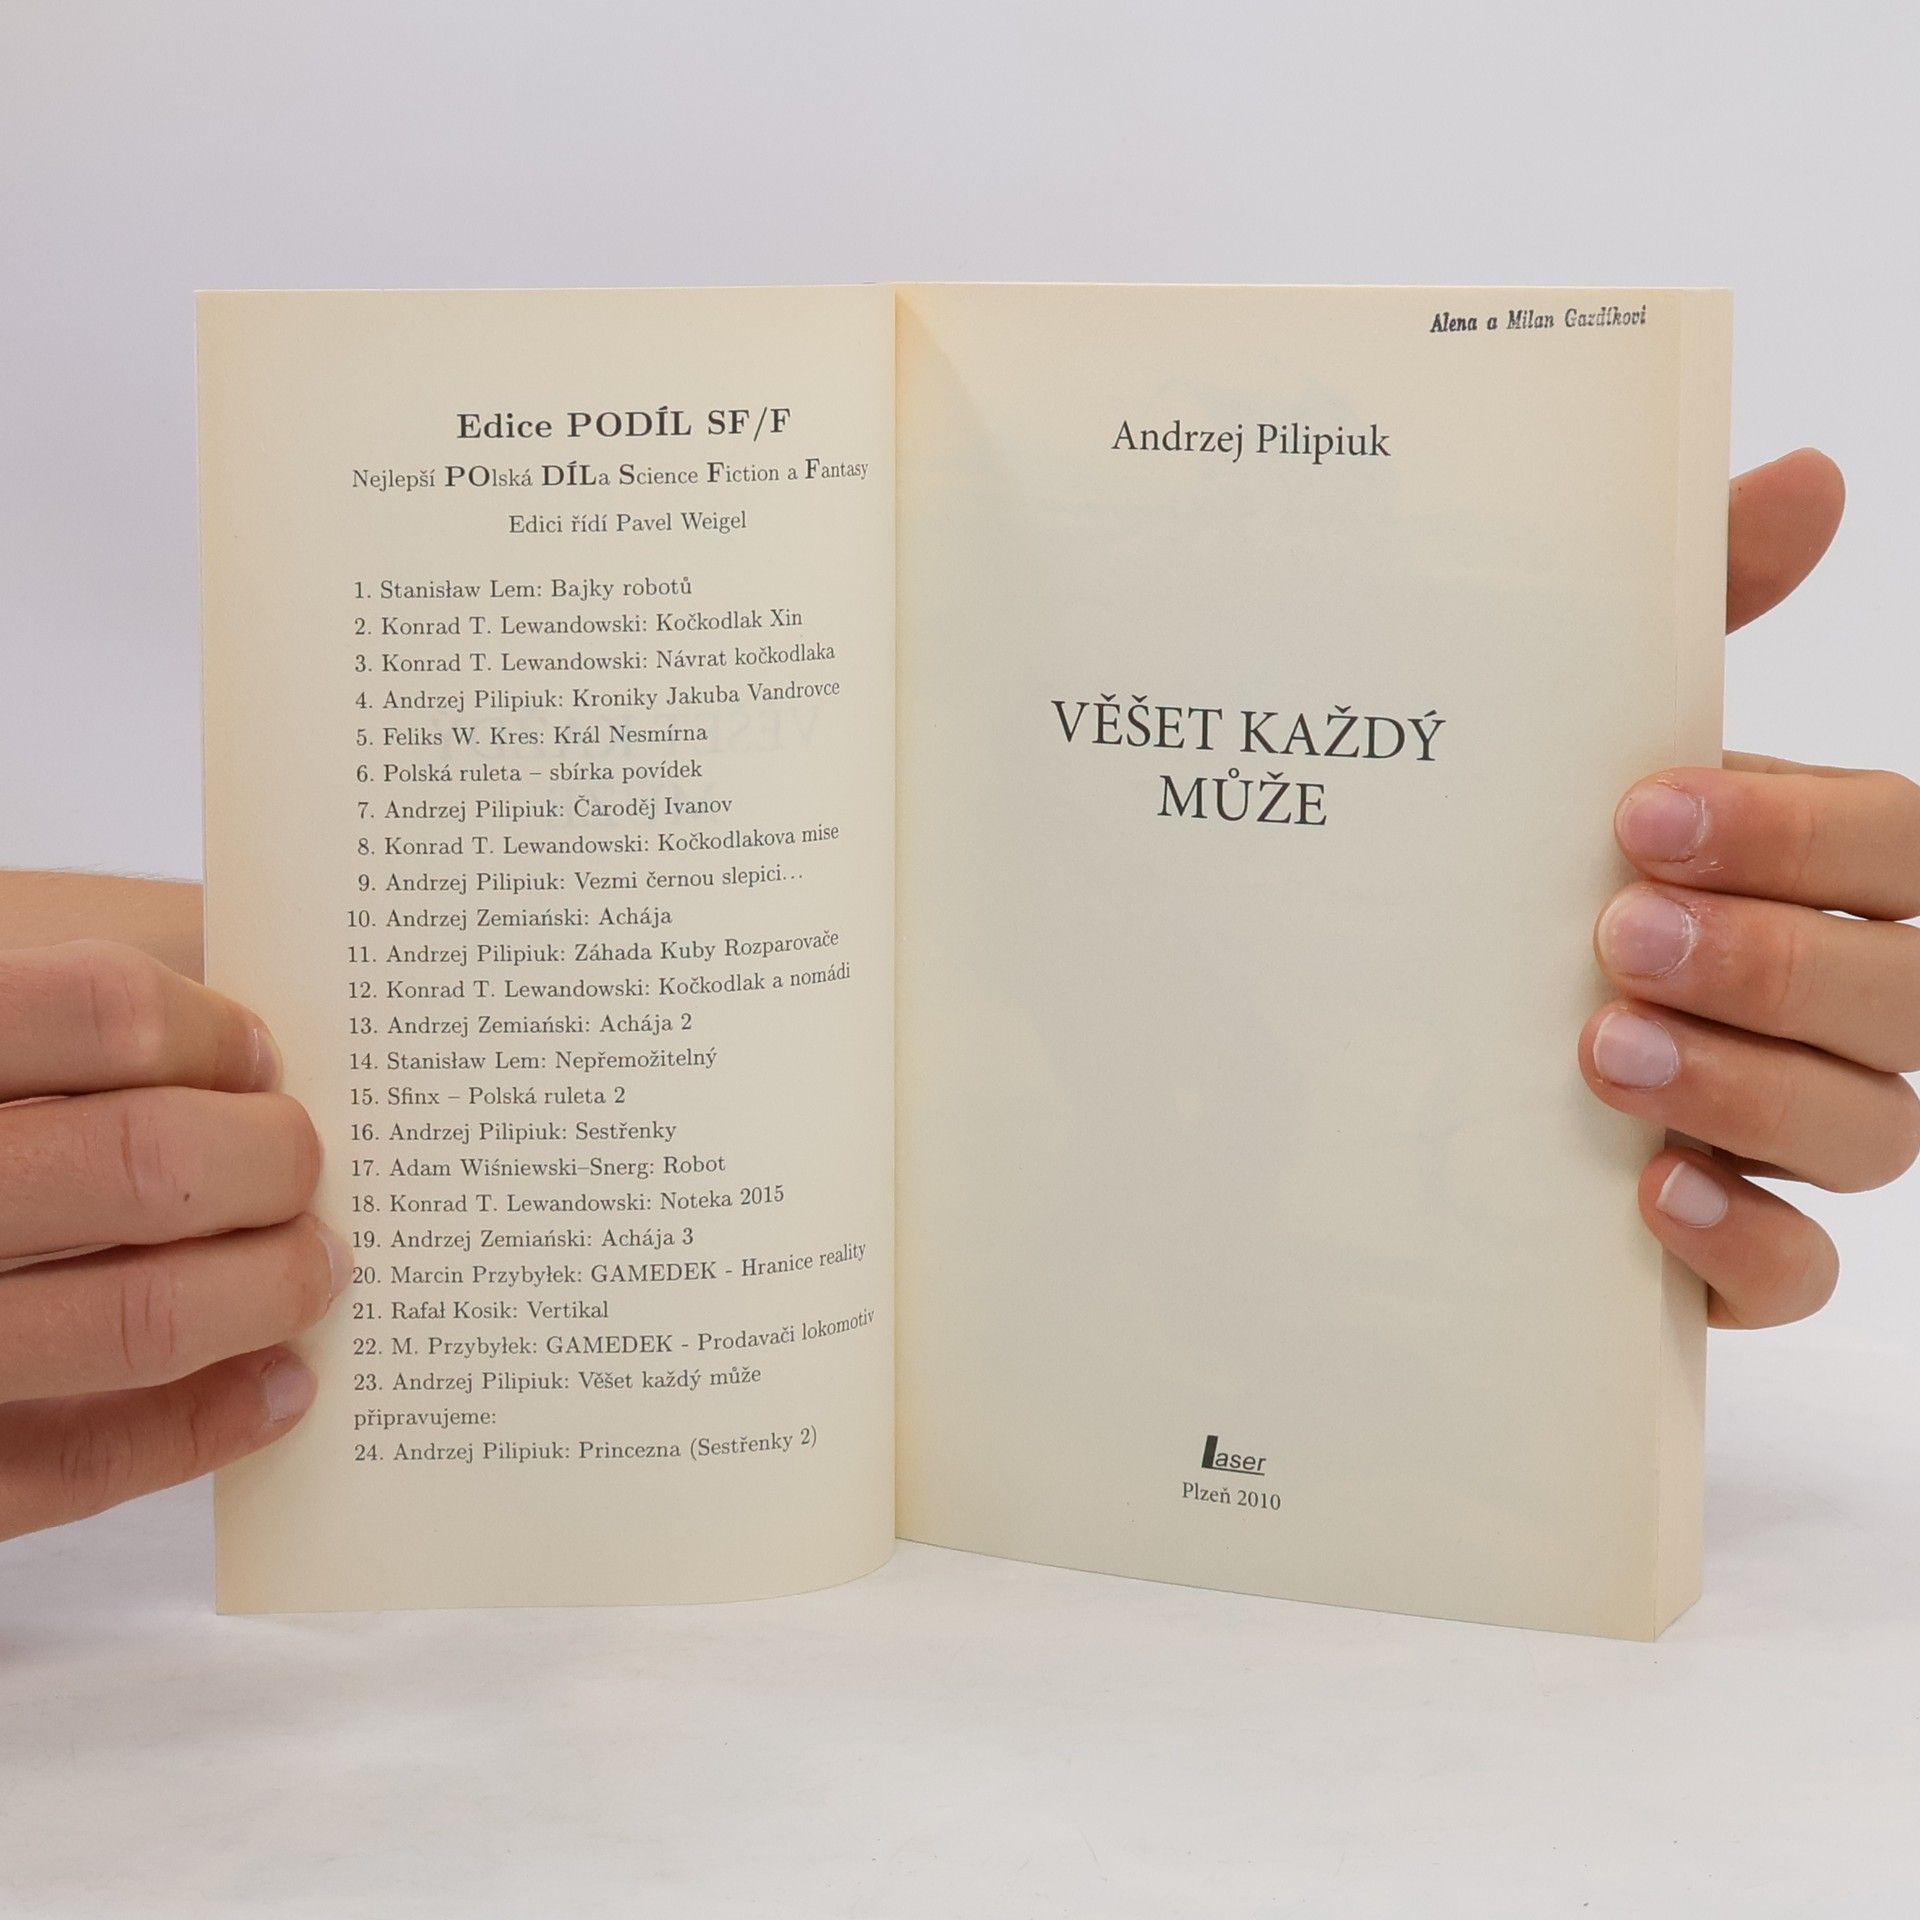 Edice PODÍL SF/F
Nejlepší POlská DÍLa Science Fiction a Fantasy
Edici řídí Pavel Weigel
1. Stanisław Lem: Bajky robotů
2. Konrad T. Lewandowski: Kočkodlak Xin
3. Konrad T. Lewandowski: Návrat kočkodlaka
4. Andrzej Pilipiuk: Kroniky Jakuba Vandrovce
5. Feliks W. Kres: Král Nesmírna
6. Polská ruleta – sbírka povídek
7. Andrzej Pilipiuk: Čaroděj Ivanov
8. Konrad T. Lewandowski: Kočkodlakova mise
9. Andrzej Pilipiuk: Vezmi černou slepici...
10. Andrzej Zemiański: Achája
11. Andrzej Pilipiuk: Záhada Kuby Rozparovače
12. Konrad T. Lewandowski: Kočkodlak a nomádi
13. Andrzej Zemiański: Achája 2
14. Stanisław Lem: Nepřemožitelný
15. Sfinx – Polská ruleta 2
16. Andrzej Pilipiuk: Sestřenky
17. Adam Wiśniewski–Snerg: Robot
18. Konrad T. Lewandowski: Noteka 2015
19. Andrzej Zemiański: Achája 3
20. Marcin Przybyłek: GAMEDEK - Hranice reality
21. Rafał Kosik: Vertikal
22. M. Przybyłek: GAMEDEK - Prodavači lokomotiv
23. Andrzej Pilipiuk: Věšet každý může
připravujeme:
24. Andrzej Pilipiuk: Princezna (Sestřenky 2)
Alena a Milan Gazdíkovi
Andrzej Pilipiuk
VĚŠET KAŽDÝ
MŮŽE
Laser
Plzeň 2010